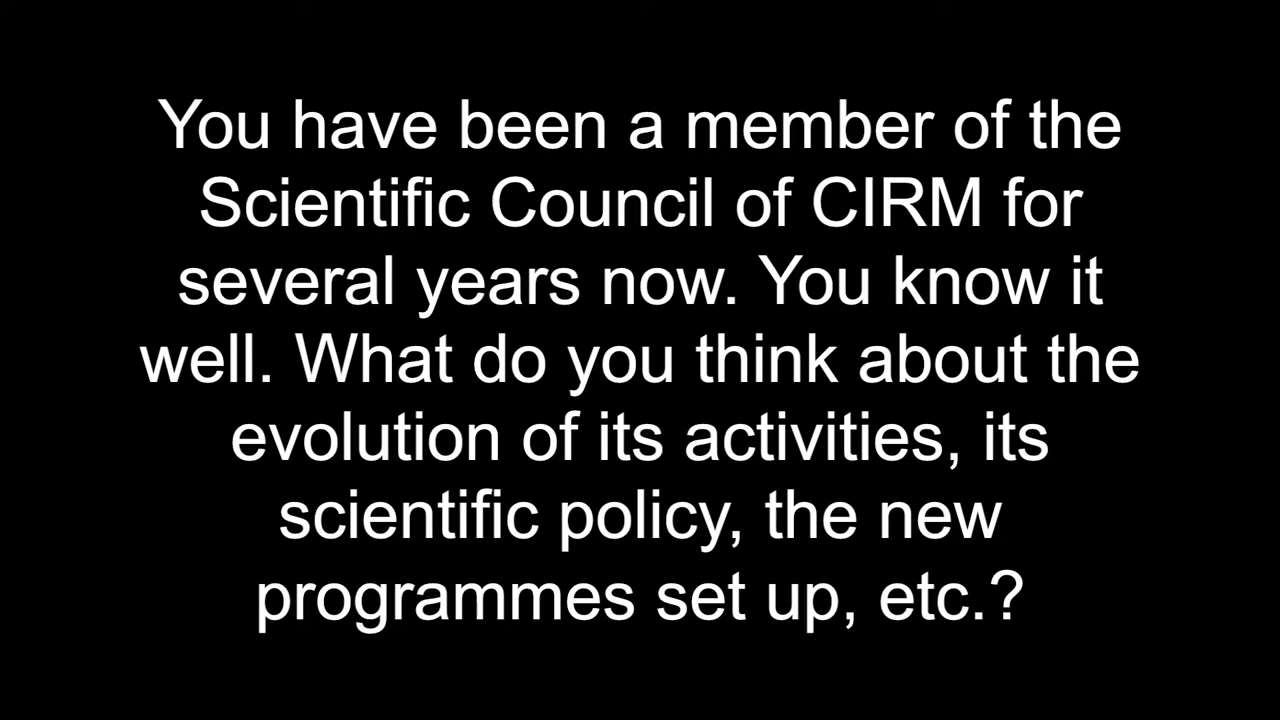 You have been a member of the
Scientific Council of CIRM for
several years now. You know it
well. What do you think about the
evolution of its activities, its
scientific policy, the new
programmes set up, etc.?